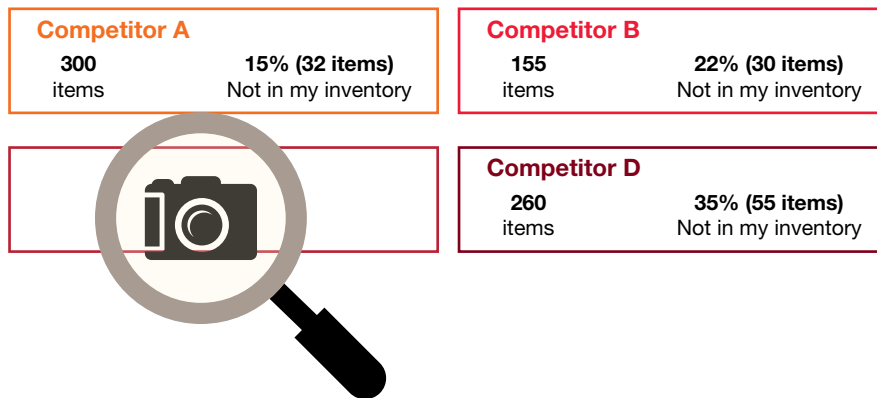 Competitor A
300 15% (32 items)
items Not in my inventory
Competitor B
155 22% (30 items)
items Not in my inventory
Competitor D
260 35% (55 items)
items Not in my inventory